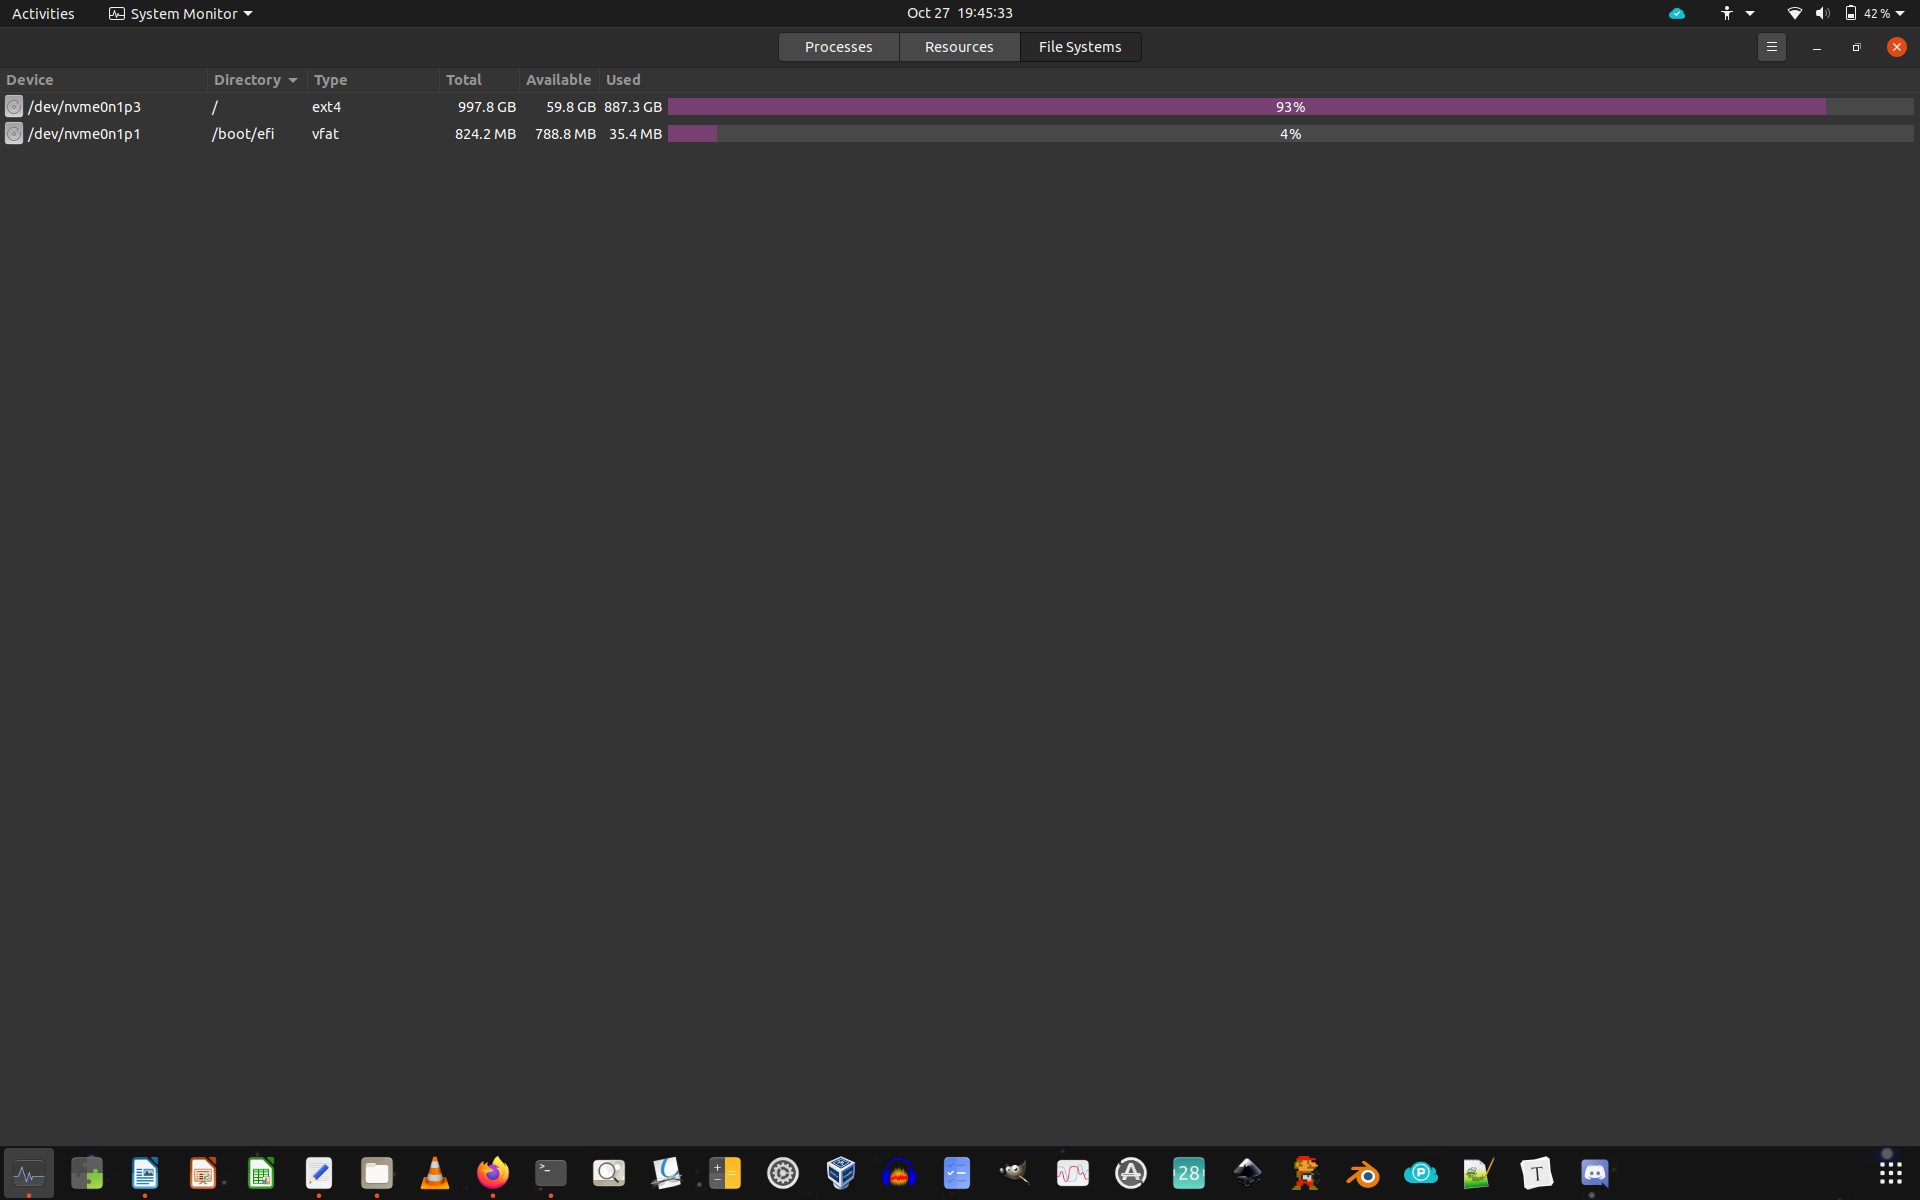 Activities System Monitor Oct 27 19:45:33 42 %
Processes Resources File Systems
Device Directory Type Total Available Used
/dev/nvme0n1p3 / ext4 997.8 GB 59.8 GB 887.3 GB 93%
/dev/nvme0n1p1 /boot/efi vfat 824.2 MB 788.8 MB 35.4 MB 4%
28
T